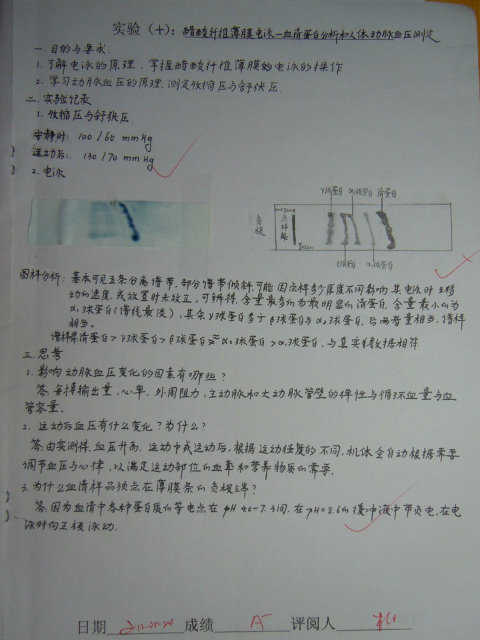 实验(十): 醋酸纤维薄膜电泳—血清蛋白分析和人体动脉血压测定
一.目的与要求.
1.了解电泳的原理,掌握醋酸纤维薄膜的电泳的操作
2.学习动脉血压的原理.测定收缩压与舒张压.
二.实验记录
1.收缩压与舒张压.
安静时: 100/60 mmHg
运动后: 130/70 mmHg
2.电泳
γ球蛋白 α₂球蛋白 清蛋白
负极
点样处
β球蛋白 α₁球蛋白
图样分析: 基本可见五条分离谱带,部分谱带倾斜,可能因点样多少厚度不同影响其电泳时迁移
动的速度,或放置时未放正,可辨得含量最多的为最明显的清蛋白,含量最小的为
α₁球蛋白(谱线最浅),其余γ球蛋白多于β球蛋白与α₂球蛋白,后两者量相当,谱样
相当.
谱样器清蛋白>γ球蛋白>β球蛋白≈α₂球蛋白>α₁球蛋白,与真实数据相符
三.思考
1.影响动脉血压变化的因素有哪些?
答:每搏输出量,心率,外周阻力,主动脉和大动脉管壁的弹性与循环血量与血
管容量.
2.运动后血压有什么变化?为什么?
答:由实测得,血压升高.运动中或运动后,根据运动程度的不同,机体会自动根据需要
调节血压与心律,以满足运动部位的血氧和营养物质的需要.
3.为什么血清样品须点在薄膜条的负极端?
答:因为血清中各种蛋白质的等电点在pH 4.0~7.3间,在pH=8.6的缓冲液中带负电,在电
泳时向正极泳动.
日期 2012-05-24 成绩 A⁻ 评阅人